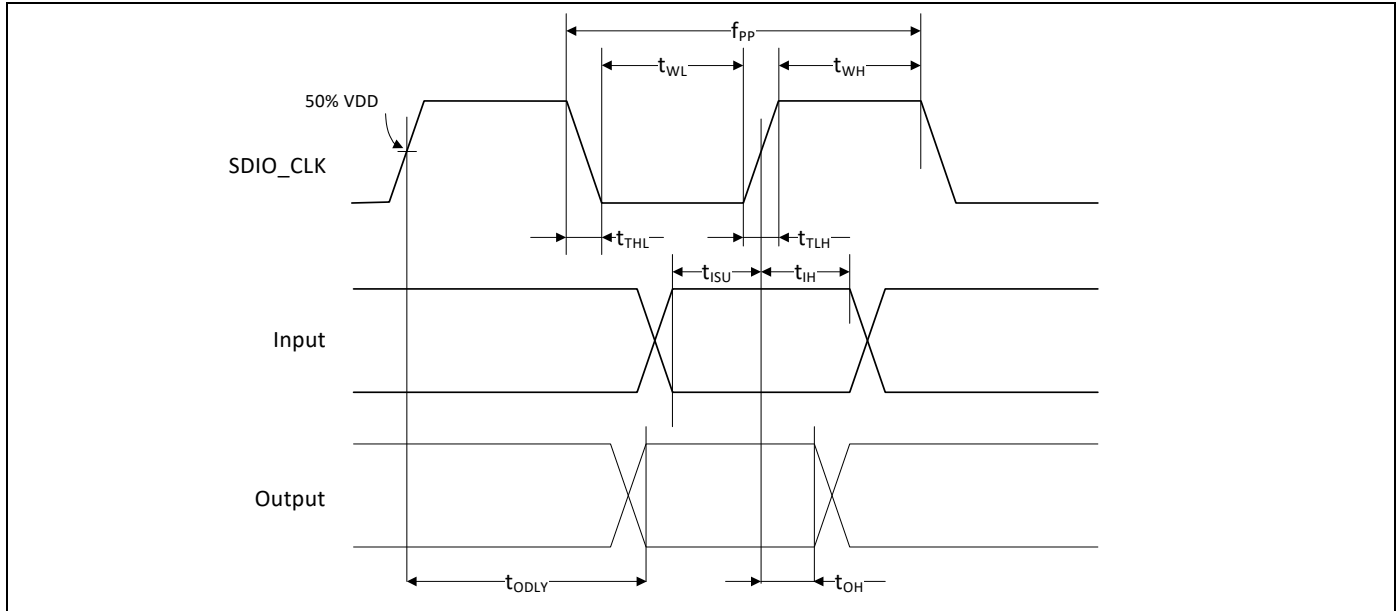 fPP
tWL
tWH
50% VDD
SDIO_CLK
tTHL
tTLH
tISU
tIH
Input
Output
tODLY
tOH